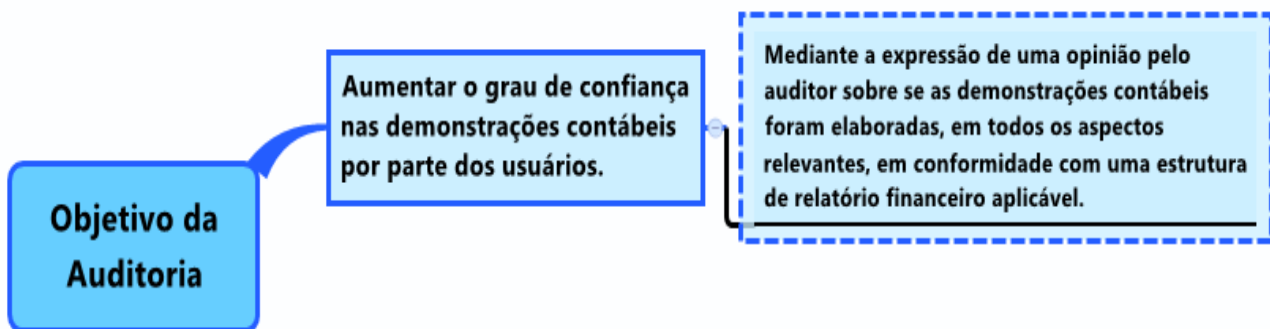 Objetivo da
Auditoria
Aumentar o grau de confiança
nas demonstrações contábeis
por parte dos usuários.
Mediante a expressão de uma opinião pelo
auditor sobre se as demonstrações contábeis
foram elaboradas, em todos os aspectos
relevantes, em conformidade com uma estrutura
de relatório financeiro aplicável.